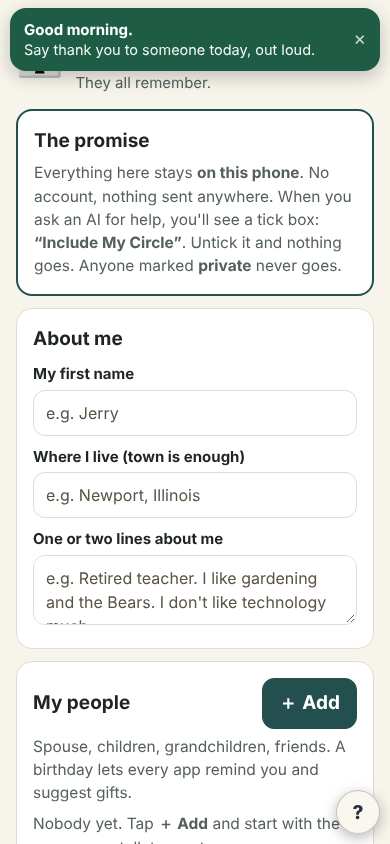 Good morning.
Say thank you to someone today, out loud.
×
They all remember.
The promise
Everything here stays on this phone. No
account, nothing sent anywhere. When you
ask an AI for help, you'll see a tick box:
“Include My Circle”. Untick it and nothing
goes. Anyone marked private never goes.
About me
My first name
e.g. Jerry
Where I live (town is enough)
e.g. Newport, Illinois
One or two lines about me
e.g. Retired teacher. I like gardening
and the Bears. I don't like technology
My people
+ Add
Spouse, children, grandchildren, friends. A
birthday lets every app remind you and
suggest gifts.
Nobody yet. Tap + Add and start with the
?